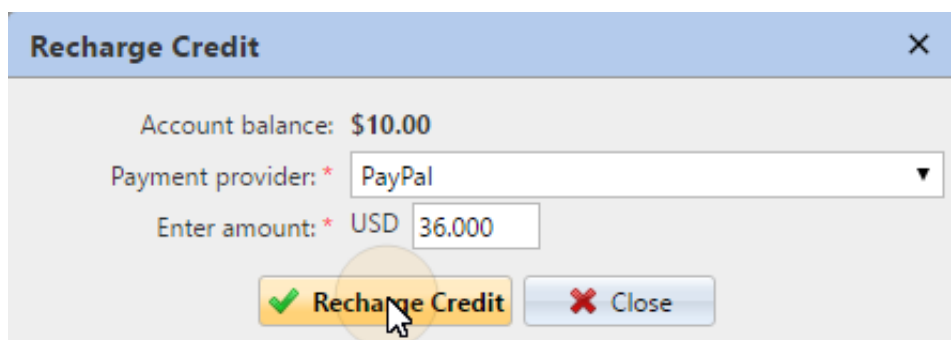 Recharge Credit
Account balance: $10.00
Payment provider: * PayPal
Enter amount: * USD 36.000
Recharge Credit Close